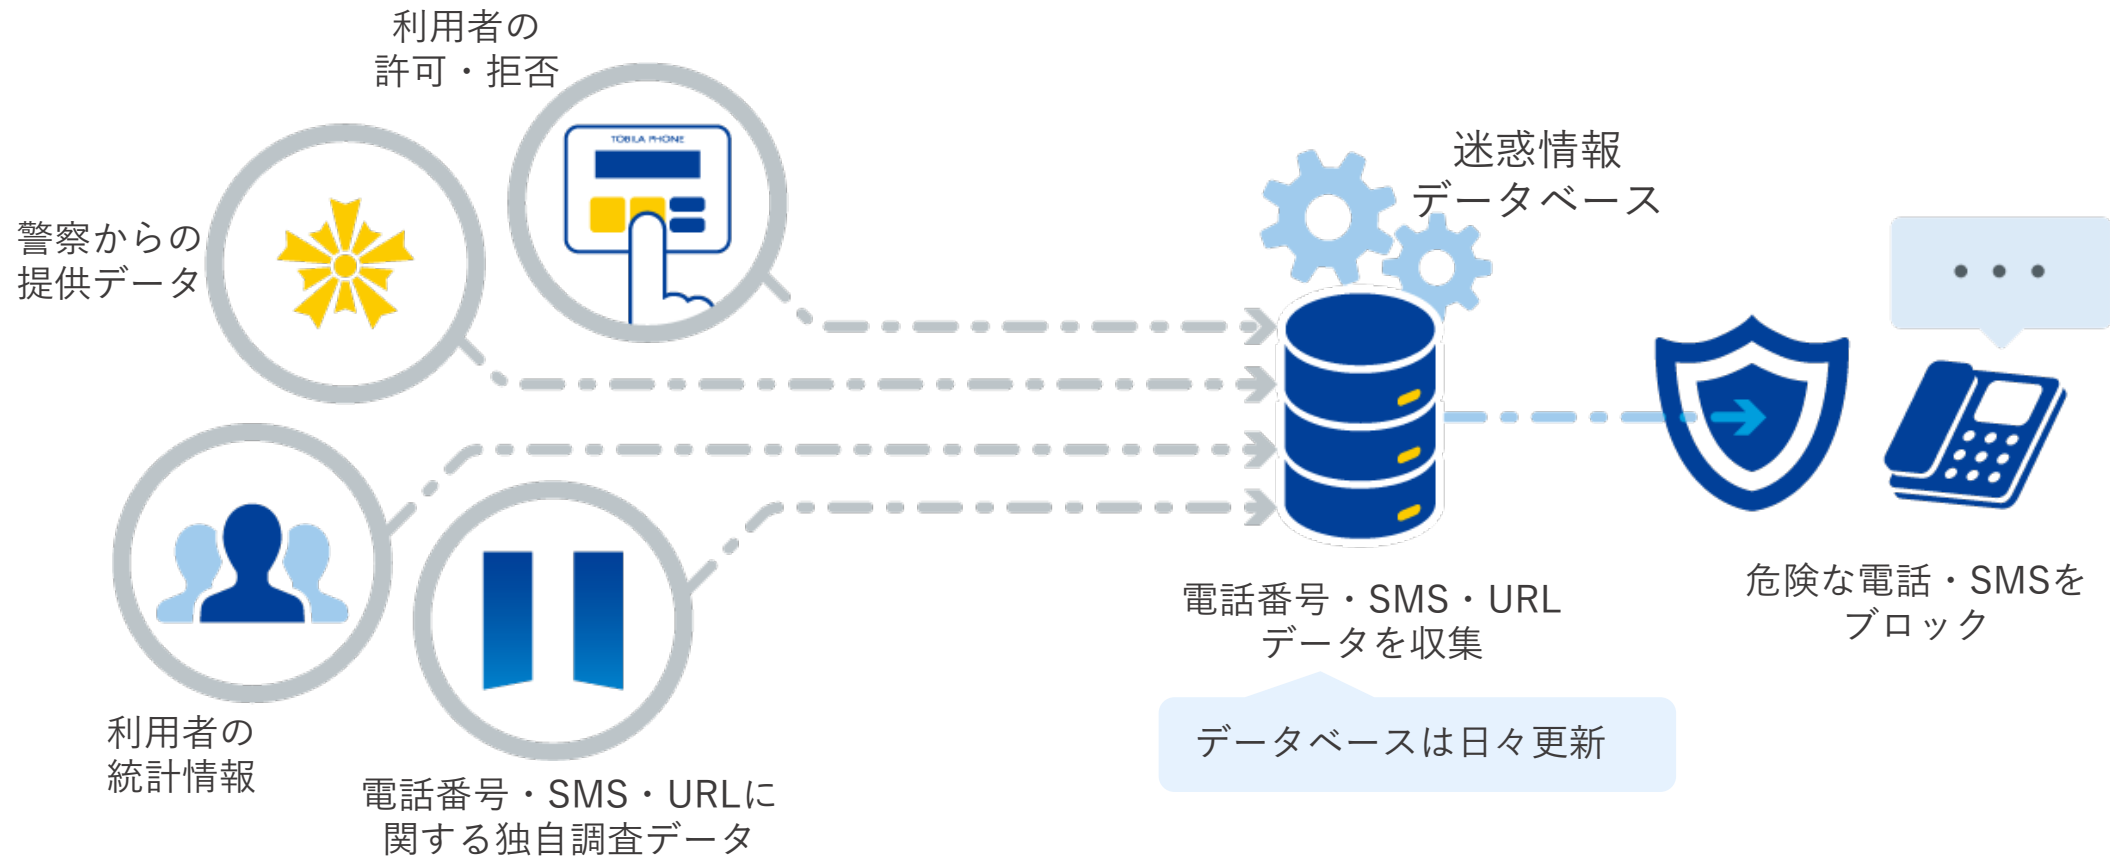 利用者の
許可・拒否
TOBILA PHONE
警察からの
提供データ
利用者の
統計情報
電話番号・SMS・URLに
関する独自調査データ
迷惑情報
データベース
電話番号・SMS・URL
データを収集
データベースは日々更新
危険な電話・SMSを
ブロック